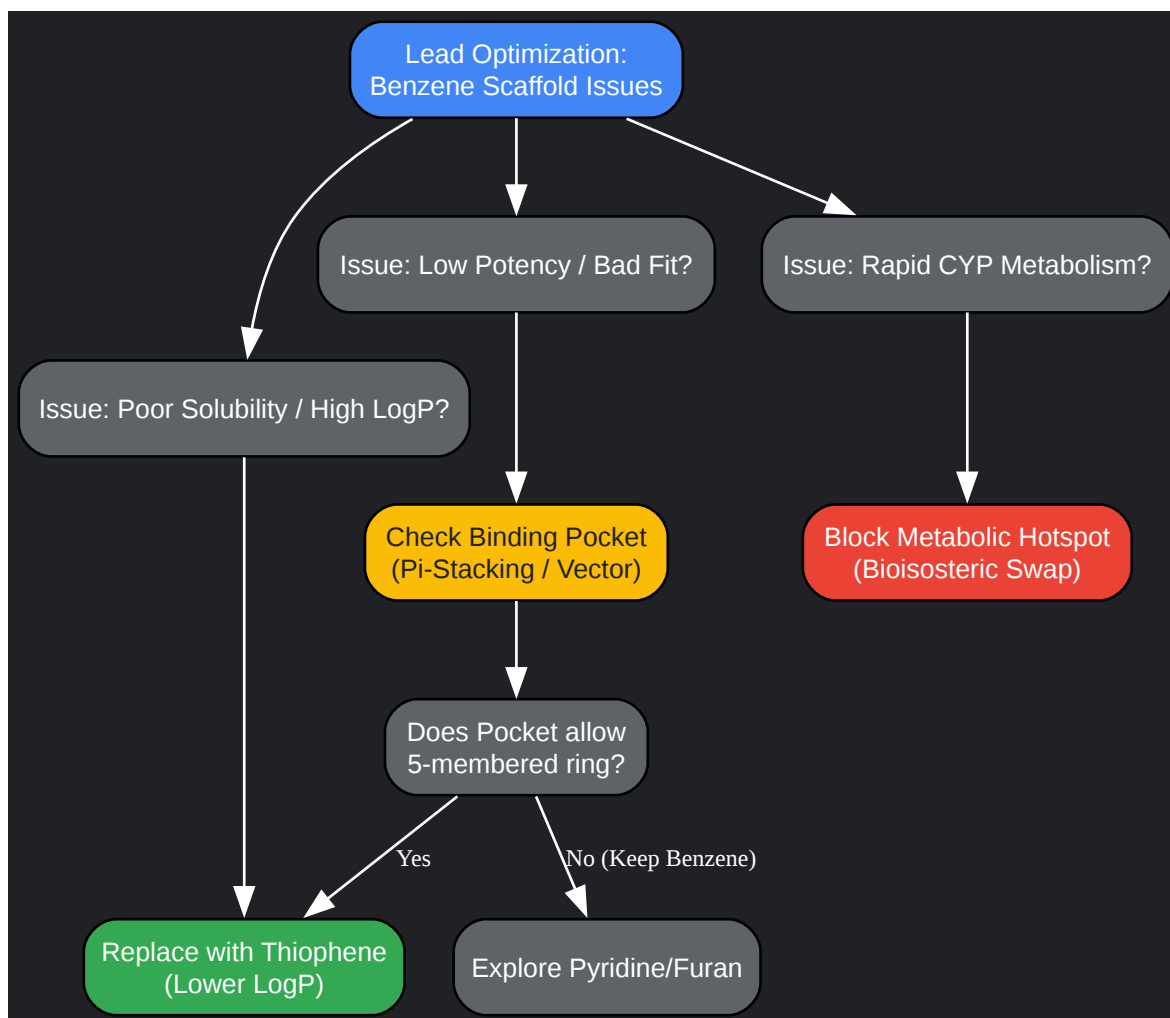 Lead Optimization:
Benzene Scaffold Issues
Issue: Low Potency / Bad Fit?
Issue: Rapid CYP Metabolism?
Issue: Poor Solubility / High LogP?
Check Binding Pocket
(Pi-Stacking / Vector)
Block Metabolic Hotspot
(Bioisosteric Swap)
Does Pocket allow
5-membered ring?
Yes
No (Keep Benzene)
Replace with Thiophene
(Lower LogP)
Explore Pyridine/Furan